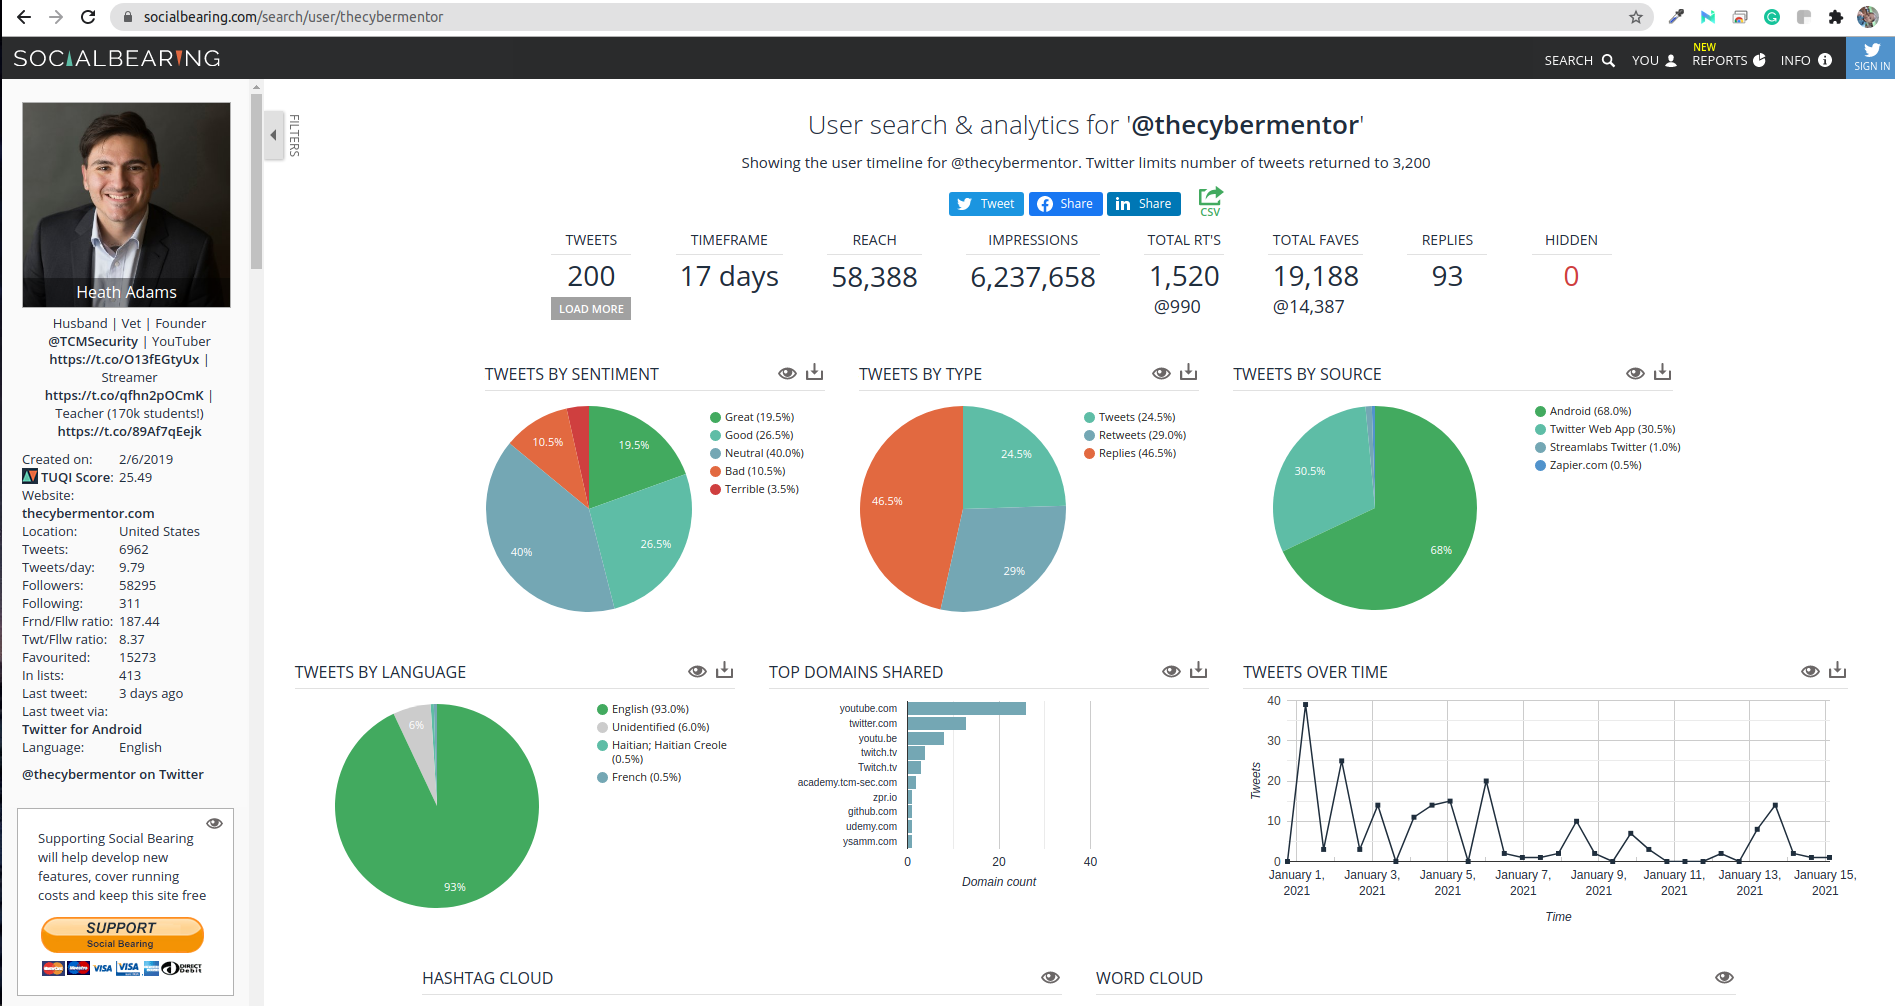 socialbearing.com/search/user/thecybermentor
SOCIALBEARING
SEARCH
YOU
NEW
REPORTS
INFO
SIGN IN
Heath Adams
Husband | Vet | Founder
@TCMSecurity | YouTuber
https://t.co/O13fEGtyUx |
Streamer
https://t.co/qfhn2pOCmK |
Teacher (170k students!)
https://t.co/89Af7qEejk
Created on: 2/6/2019
TUQI Score: 25.49
Website:
thecybermentor.com
Location: United States
Tweets: 6962
Tweets/day: 9.79
Followers: 58295
Following: 311
Frnd/Fllw ratio: 187.44
Twt/Fllw ratio: 8.37
Favourited: 15273
In lists: 413
Last tweet: 3 days ago
Last tweet via:
Twitter for Android
Language: English
@thecybermentor on Twitter
Supporting Social Bearing
will help develop new
features, cover running
costs and keep this site free
SUPPORT
Social Bearing
VISA
VISA
DIRECT
Debit
FILTERS
User search & analytics for '@thecybermentor'
Showing the user timeline for @thecybermentor. Twitter limits number of tweets returned to 3,200
Tweet
Share
Share
CSV
TWEETS
200
LOAD MORE
TIMEFRAME
17 days
REACH
58,388
IMPRESSIONS
6,237,658
TOTAL RT'S
1,520
@990
TOTAL FAVES
19,188
@14,387
REPLIES
93
HIDDEN
0
TWEETS BY SENTIMENT
19.5%
26.5%
40%
10.5%
Great (19.5%)
Good (26.5%)
Neutral (40.0%)
Bad (10.5%)
Terrible (3.5%)
TWEETS BY TYPE
24.5%
29%
46.5%
Tweets (24.5%)
Retweets (29.0%)
Replies (46.5%)
TWEETS BY SOURCE
30.5%
68%
Android (68.0%)
Twitter Web App (30.5%)
Streamlabs Twitter (1.0%)
Zapier.com (0.5%)
TWEETS BY LANGUAGE
6%
93%
English (93.0%)
Unidentified (6.0%)
Haitian; Haitian Creole
(0.5%)
French (0.5%)
TOP DOMAINS SHARED
youtube.com
twitter.com
youtu.be
twitch.tv
Twitch.tv
academy.tcm-sec.com
zpr.io
github.com
udemy.com
ysamm.com
0 20 40
Domain count
TWEETS OVER TIME
40
30
20
10
0
Tweets
January 1, January 3, January 5, January 7, January 9, January 11, January 13, January 15,
2021 2021 2021 2021 2021 2021 2021 2021
Time
HASHTAG CLOUD
WORD CLOUD